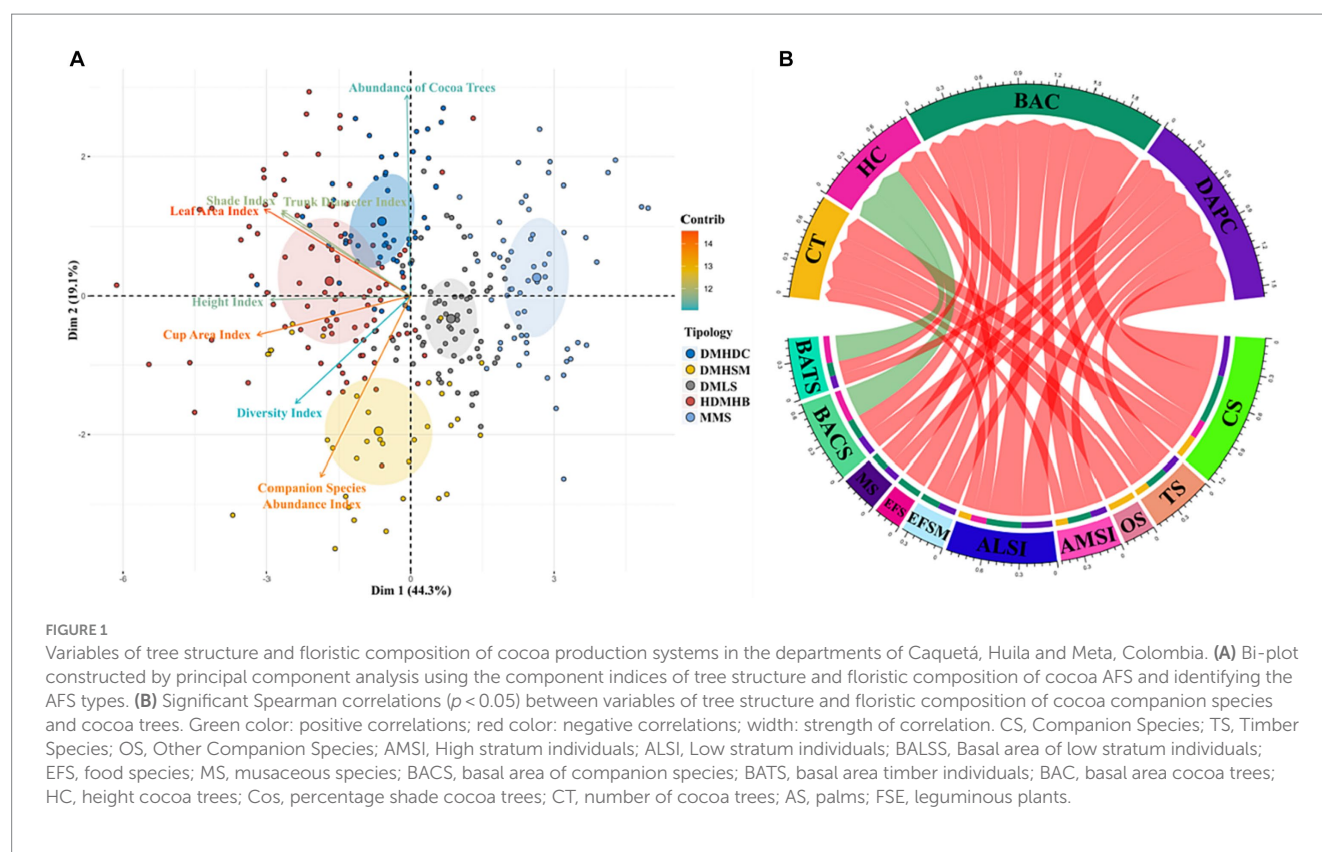 A
B
Abundance of Cocoa Trees
Shade Index Trunk Diameter Index
Leaf Area Index
Height Index
Cup Area Index
Diversity Index
Companion Species
Abundance Index
Dim 2 (19.1%)
2
0
-2
-6
-3
0
3
Dim 1 (44.3%)
Contrib
14
13
12
Tipology
DMHDC
DMHSM
DMLS
HDMHB
MMS
BAC
HC
DAPC
CT
BATS
BACS
MS
EFS
EFSM
ALSI
AMSI
OS
TS
CS
FIGURE 1
Variables of tree structure and floristic composition of cocoa production systems in the departments of Caquetá, Huila and Meta, Colombia. (A) Bi-plot
constructed by principal component analysis using the component indices of tree structure and floristic composition of cocoa AFS and identifying the
AFS types. (B) Significant Spearman correlations (p < 0.05) between variables of tree structure and floristic composition of cocoa companion species
and cocoa trees. Green color: positive correlations; red color: negative correlations; width: strength of correlation. CS, Companion Species; TS, Timber
Species; OS, Other Companion Species; AMSI, High stratum individuals; ALSI, Low stratum individuals; BALSS, Basal area of low stratum individuals;
EFS, food species; MS, musaceous species; BACS, basal area of companion species; BATS, basal area timber individuals; BAC, basal area cocoa trees;
HC, height cocoa trees; Cos, percentage shade cocoa trees; CT, number of cocoa trees; AS, palms; FSE, leguminous plants.